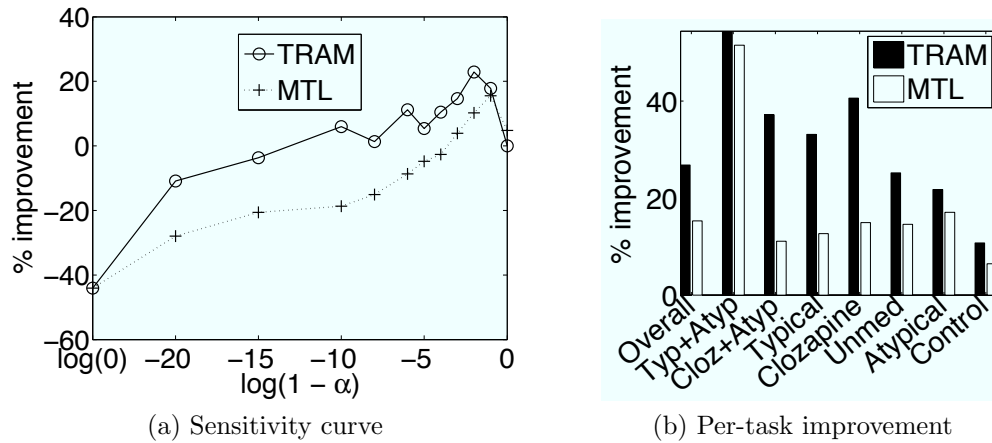 40
20
0
−20
−40
−60
% improvement
TRAM
MTL
log(0)
−20
−15
−10
−5
0
log(1 − α)
(a) Sensitivity curve
40
20
0
% improvement
TRAM
MTL
Overall
Typ+Atyp
Cloz+Atyp
Typical
Clozapine
Unmed
Atypical
Control
(b) Per-task improvement